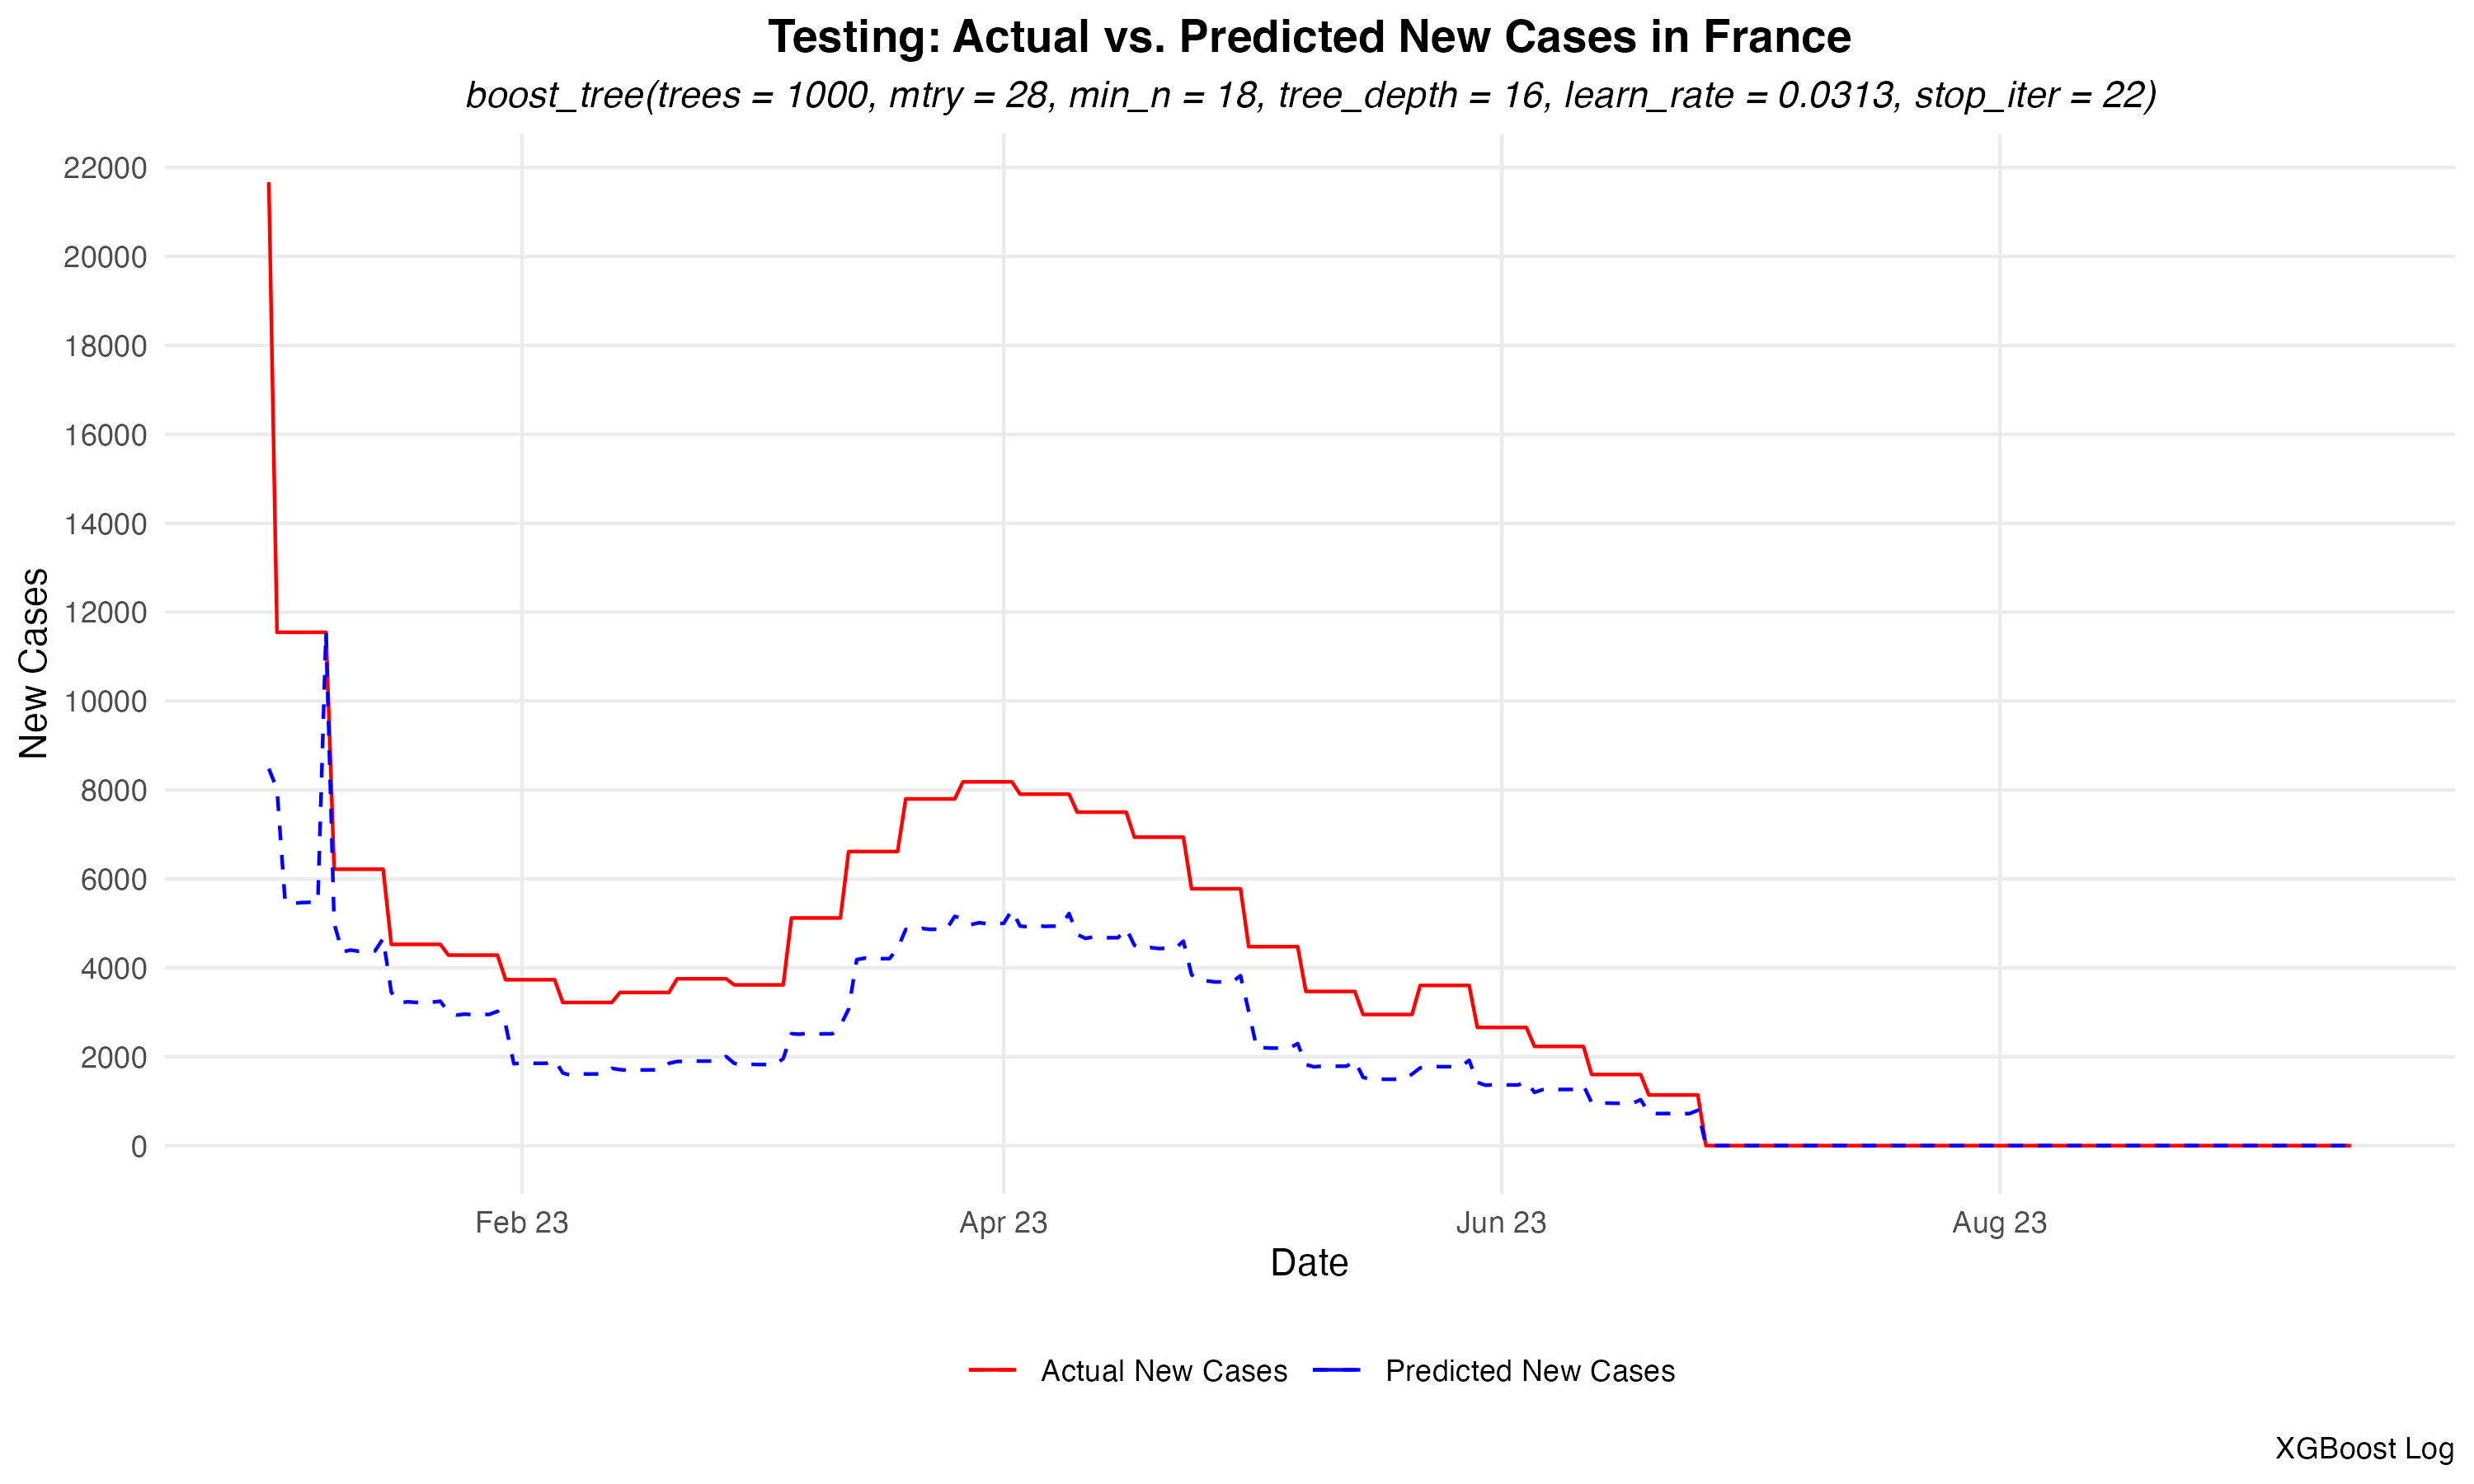 Testing: Actual vs. Predicted New Cases in France
boost_tree(trees = 1000, mtry = 28, min_n = 18, tree_depth = 16, learn_rate = 0.0313, stop_iter = 22)
New Cases
22000
20000
18000
16000
14000
12000
10000
8000
6000
4000
2000
0
Feb 23
Apr 23
Jun 23
Aug 23
Date
Actual New Cases
Predicted New Cases
XGBoost Log